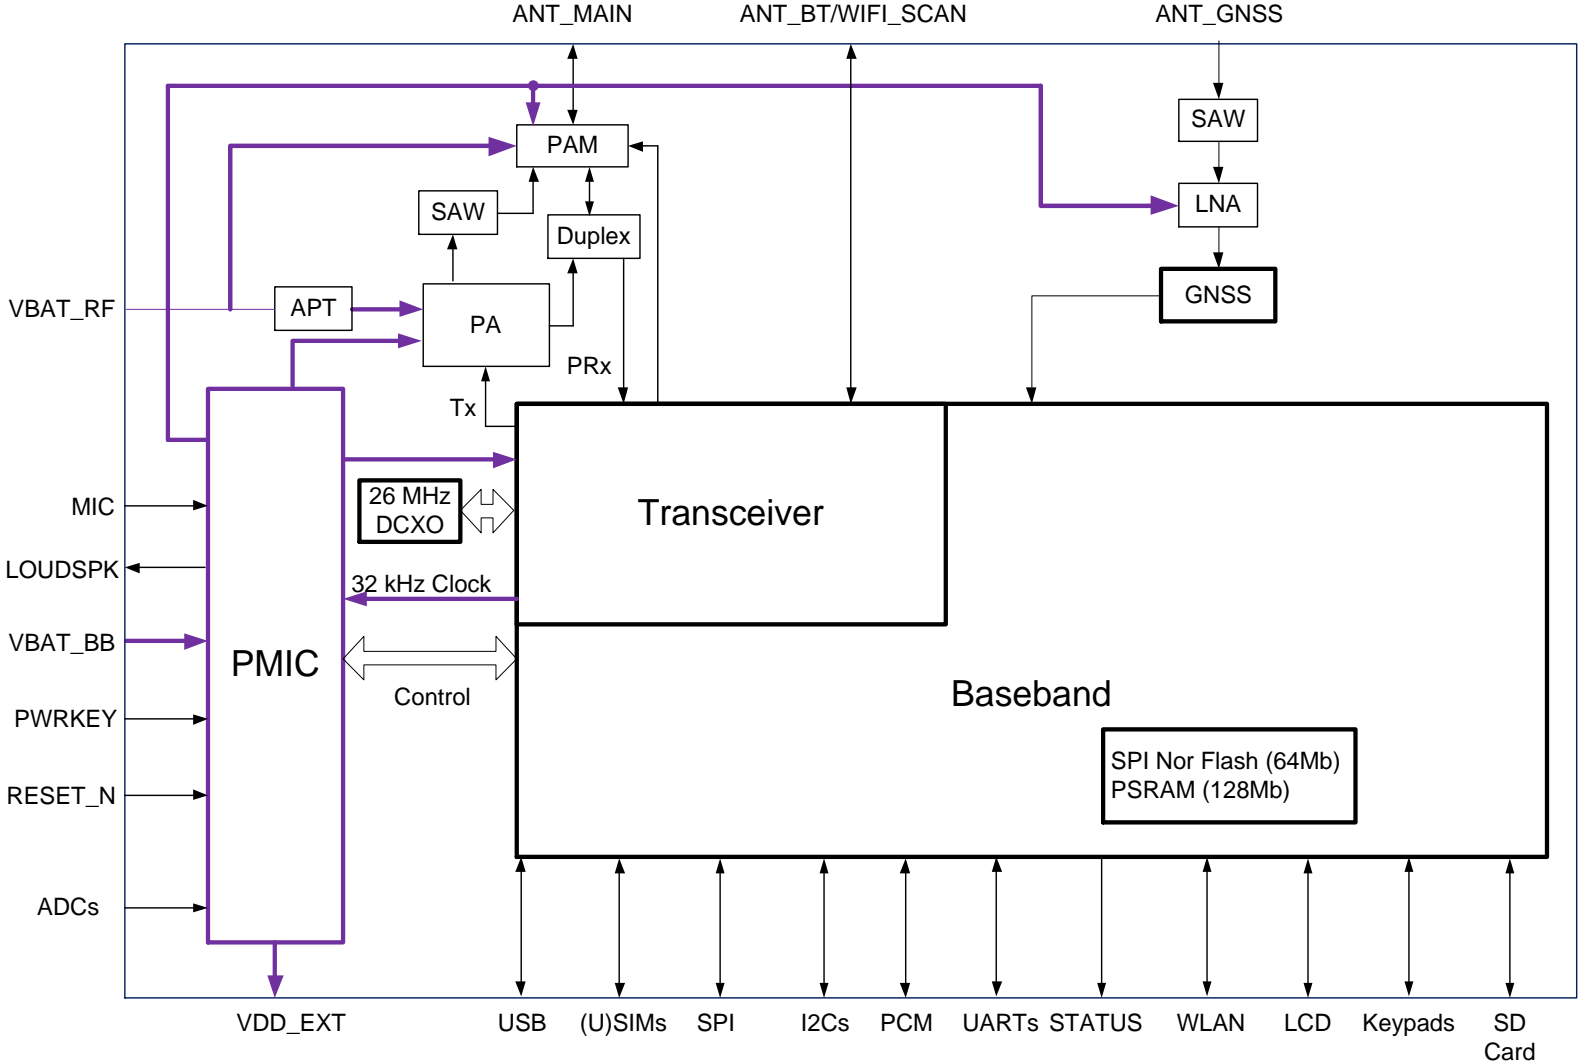 ANT_MAIN
ANT_BT/WIFI_SCAN
ANT_GNSS
SAW
PAM
SAW
LNA
Duplex
GNSS
VBAT_RF
APT
PA
PRx
Tx
MIC
26 MHz
DCXO
Transceiver
LOUDSPK
32 kHz Clock
VBAT_BB
PMIC
Control
Baseband
PWRKEY
SPI Nor Flash (64Mb)
PSRAM (128Mb)
RESET_N
ADCs
VDD_EXT
USB
(U)SIMs
SPI
I2Cs
PCM
UARTs
STATUS
WLAN
LCD
Keypads
SD
Card